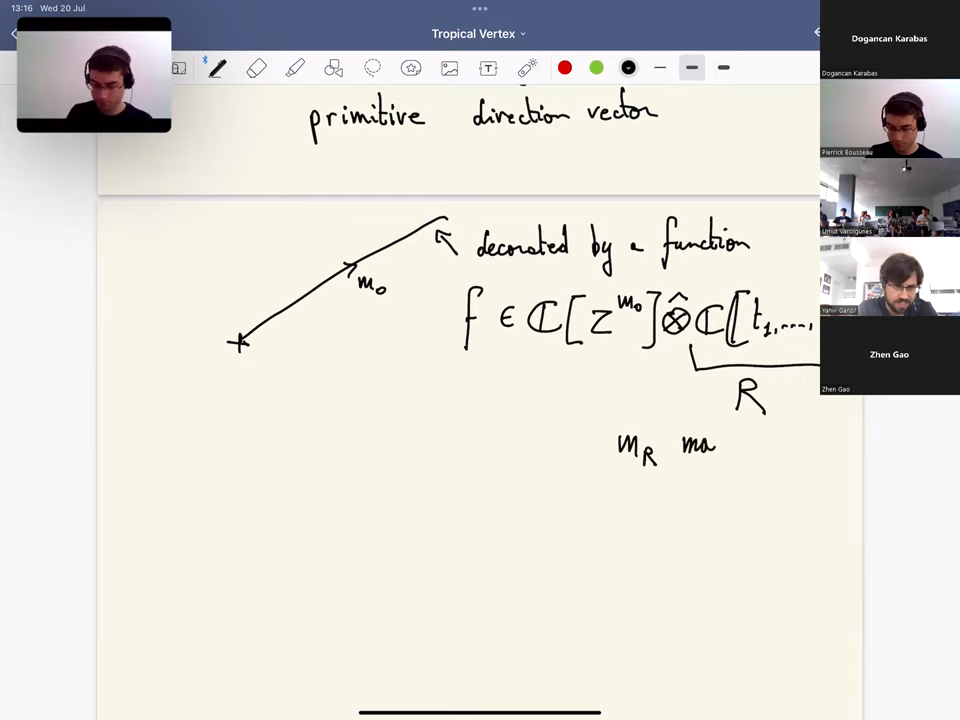 13:16 Wed 20 Jul
Tropical Vertex
Dogancan Karabas
Dogancan Karabas
Pierrick Bousseau
Umut Varolgunes
Yaniv Ganor
Zhen Gao
Zhen Gao
primitive direction vector
m₀
decorated by a function
f ∈ ℂ[z^{m₀}] ⊗̂ ℂ[[t₁,....,
R
m_R ma